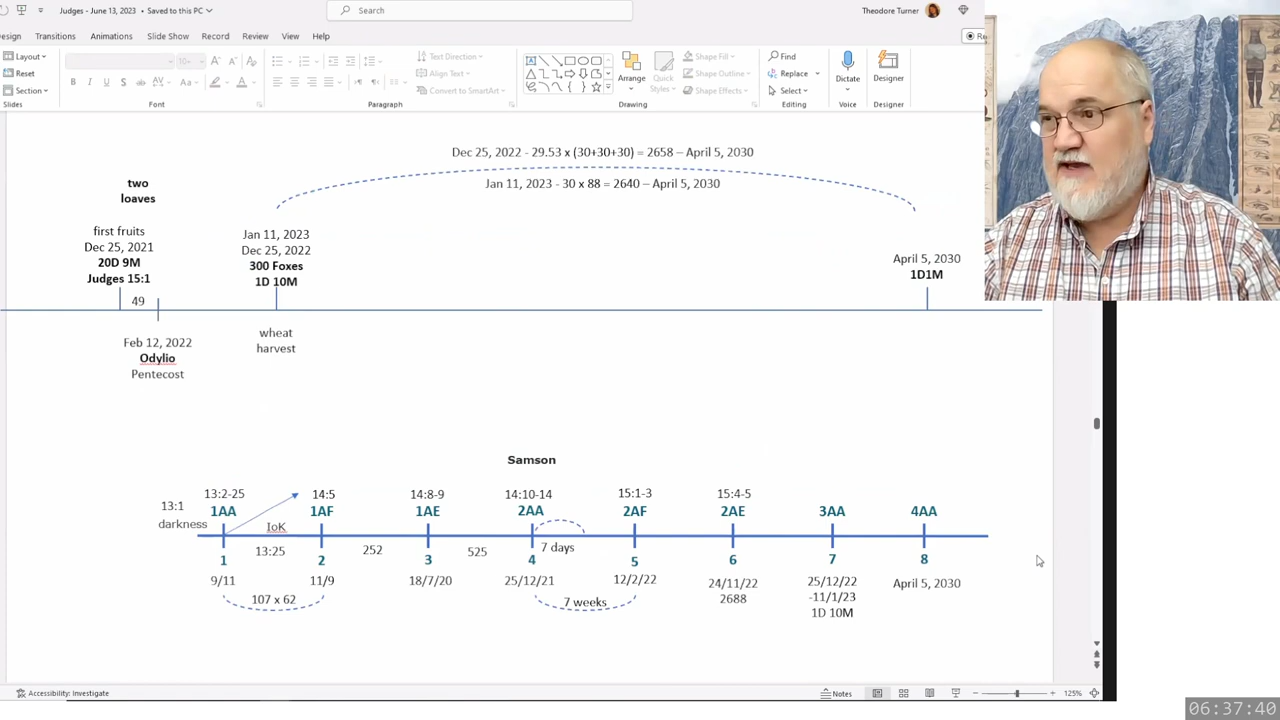 Judges - June 13, 2023 • Saved to this PC
Search
Theodore Turner
esign Transitions Animations Slide Show Record Review View Help
Re
Layout
Reset
Section
Slides
Font
Text Direction
Align Text
Convert to SmartArt
Paragraph
Arrange
Quick
Styles
Shape Fill
Shape Outline
Shape Effects
Drawing
Find
Replace
Select
Editing
Dictate
Voice
Designer
Designer
Dec 25, 2022 - 29.53 x (30+30+30) = 2658 – April 5, 2030
Jan 11, 2023 - 30 x 88 = 2640 – April 5, 2030
two
loaves
first fruits
Dec 25, 2021
20D 9M
Judges 15:1
Jan 11, 2023
Dec 25, 2022
300 Foxes
1D 10M
April 5, 2030
1D1M
49
Feb 12, 2022
Odylio
Pentecost
wheat
harvest
Samson
13:1
darkness
13:2-25 14:5 14:8-9 14:10-14 15:1-3 15:4-5
1AA 1AF 1AE 2AA 2AF 2AE 3AA 4AA
IoK
13:25 252 525 7 days
1 2 3 4 5 6 7 8
9/11 11/9 18/7/20 25/12/21 12/2/22 24/11/22 25/12/22 April 5, 2030
2688 -11/1/23
107 x 62 7 weeks 1D 10M
Accessibility: Investigate
Notes
125%
06:37:40